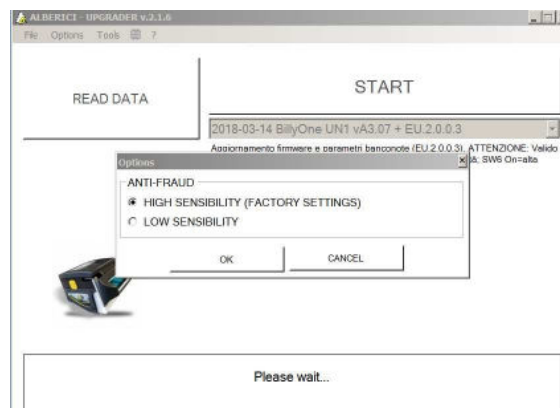 ALBERICI - UPGRADER v.2.1.6
File Options Tools ?
READ DATA
START
2018-03-14 BillyOne UN1 vA3.07 + EU.2.0.0.3
Aggiornamento firmware e parametri banconote (EU.2.0.0.3). ATTENZIONE: Valido
SW6 On=alta
Options
ANTI-FRAUD
HIGH SENSIBILITY (FACTORY SETTINGS)
LOW SENSIBILITY
OK CANCEL
Please wait...